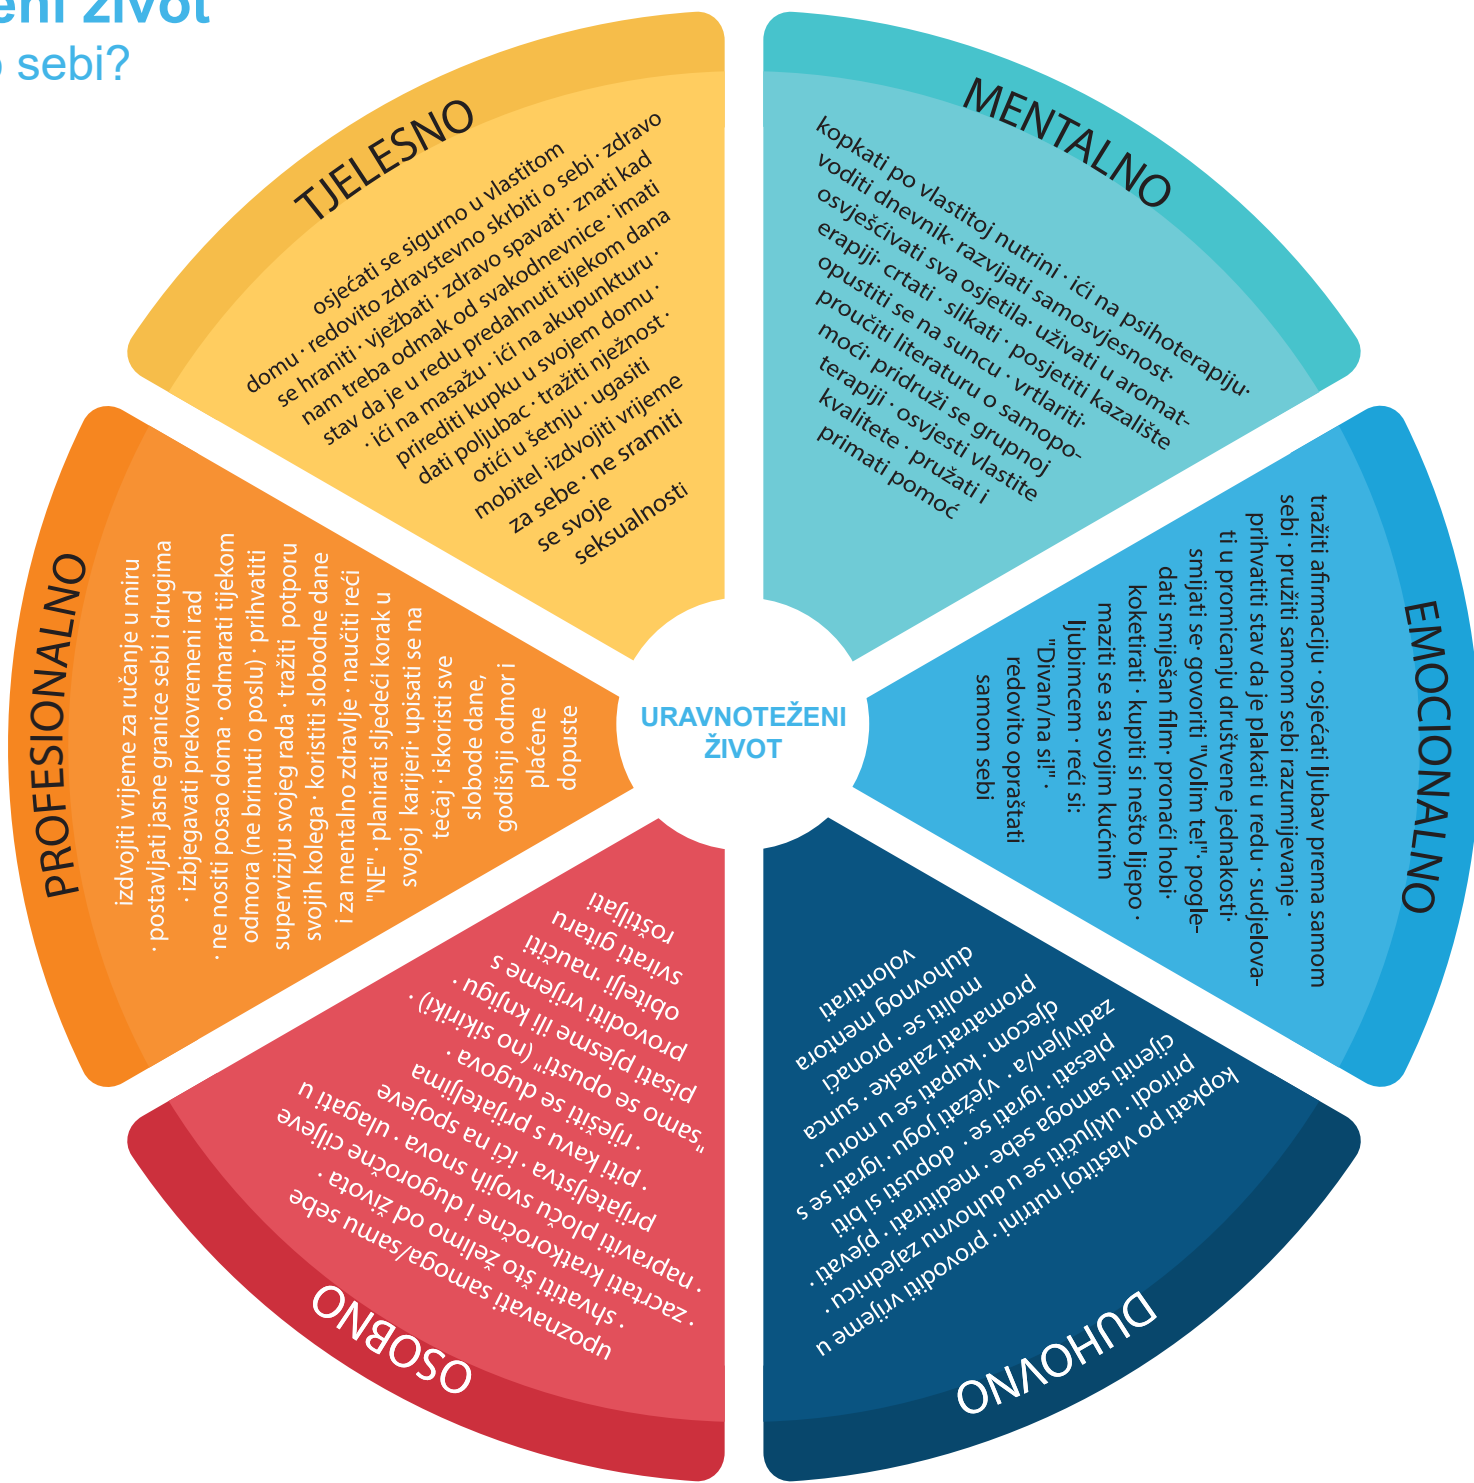 eni život
o sebi?
TJELESNO
osjećati se sigurno u vlastitom
domu · redovito zdravstevno skrbiti o sebi · zdravo
se hraniti · vježbati · zdravo spavati · znati kad
nam treba odmak od svakodnevnice · imati
stav da je u redu predahnuti tijekom dana
· ići na masažu · ići na akupunkturu ·
prirediti kupku u svojem domu ·
dati poljubac · tražiti nježnost ·
otići u šetnju · ugasiti
mobitel ·izdvojiti vrijeme
za sebe · ne sramiti
se svoje
seksualnosti
MENTALNO
kopkati po vlastitoj nutrini · ići na psihoterapiju·
voditi dnevnik· razvijati samosvjesnost·
osvješćivati sva osjetila· uživati u aromat-
erapiji· crtati · slikati · posjetiti kazalište
opustiti se na suncu · vrtlariti·
proučiti literaturu o samopo-
moći· pridruži se grupnoj
terapiji · osvjesti vlastite
kvalitete · pružati i
primati pomoć
EMOCIONALNO
tražiti afirmaciju · osjećati ljubav prema samom
sebi · pružiti samom sebi razumijevanje ·
prihvatiti stav da je plakati u redu · sudjelova-
ti u promicanju društvene jednakosti·
smijati se· govoriti "Volim te!"· pogle-
dati smiješan film· pronaći hobi·
koketirati · kupiti si nešto lijepo ·
maziti se sa svojim kućnim
ljubimcem · reći si:
"Divan/na si!" ·
redovito opraštati
samom sebi
DUHOVNO
kopkati po vlastitoj nutrini · provoditi vrijeme u
prirodi · uključiti se u duhovnu zajednicu ·
cijeniti samoga sebe · meditirati · pjevati ·
plesati · igrati se · dopusti si biti
zadivljen/a · vježati jogu · igrati se s
djecom · kupati se u moru ·
promatrati zalaske · sunca
moliti se · pronaći
duhovnog mentora
volontirati
OSOBNO
upoznavati samoga/samu sebe
· shvatiti što želimo od života ·
· zacrtati kratkoročne i dugoročne ciljeve
· napraviti ploču svojih snova · ulagati u
prijateljstva · ići na spojeve
· piti kavu s prijateljima
· riješiti se dugova ·
"samo se opusti" (no sikiriki) ·
pisati pjesme ili knjigu ·
provoditi vrijeme s
obitelji ·naučiti
svirati gitaru
roštiljati
PROFESIONALNO
izdvojiti vrijeme za ručanje u miru
· postavljati jasne granice sebi i drugima
· izbjegavati prekovremeni rad
· ne nositi posao doma · odmarati tijekom
odmora (ne brinuti o poslu) · prihvatiti
superviziju svojeg rada · tražiti potporu
svojih kolega · koristiti slobodne dane
i za mentalno zdravlje · naučiti reći
"NE" · planirati sljedeći korak u
svojoj karijeri· upisati se na
tečaj · iskoristi sve
slobode dane,
godišnji odmor i
plaćene
dopuste
URAVNOTEŽENI
ŽIVOT